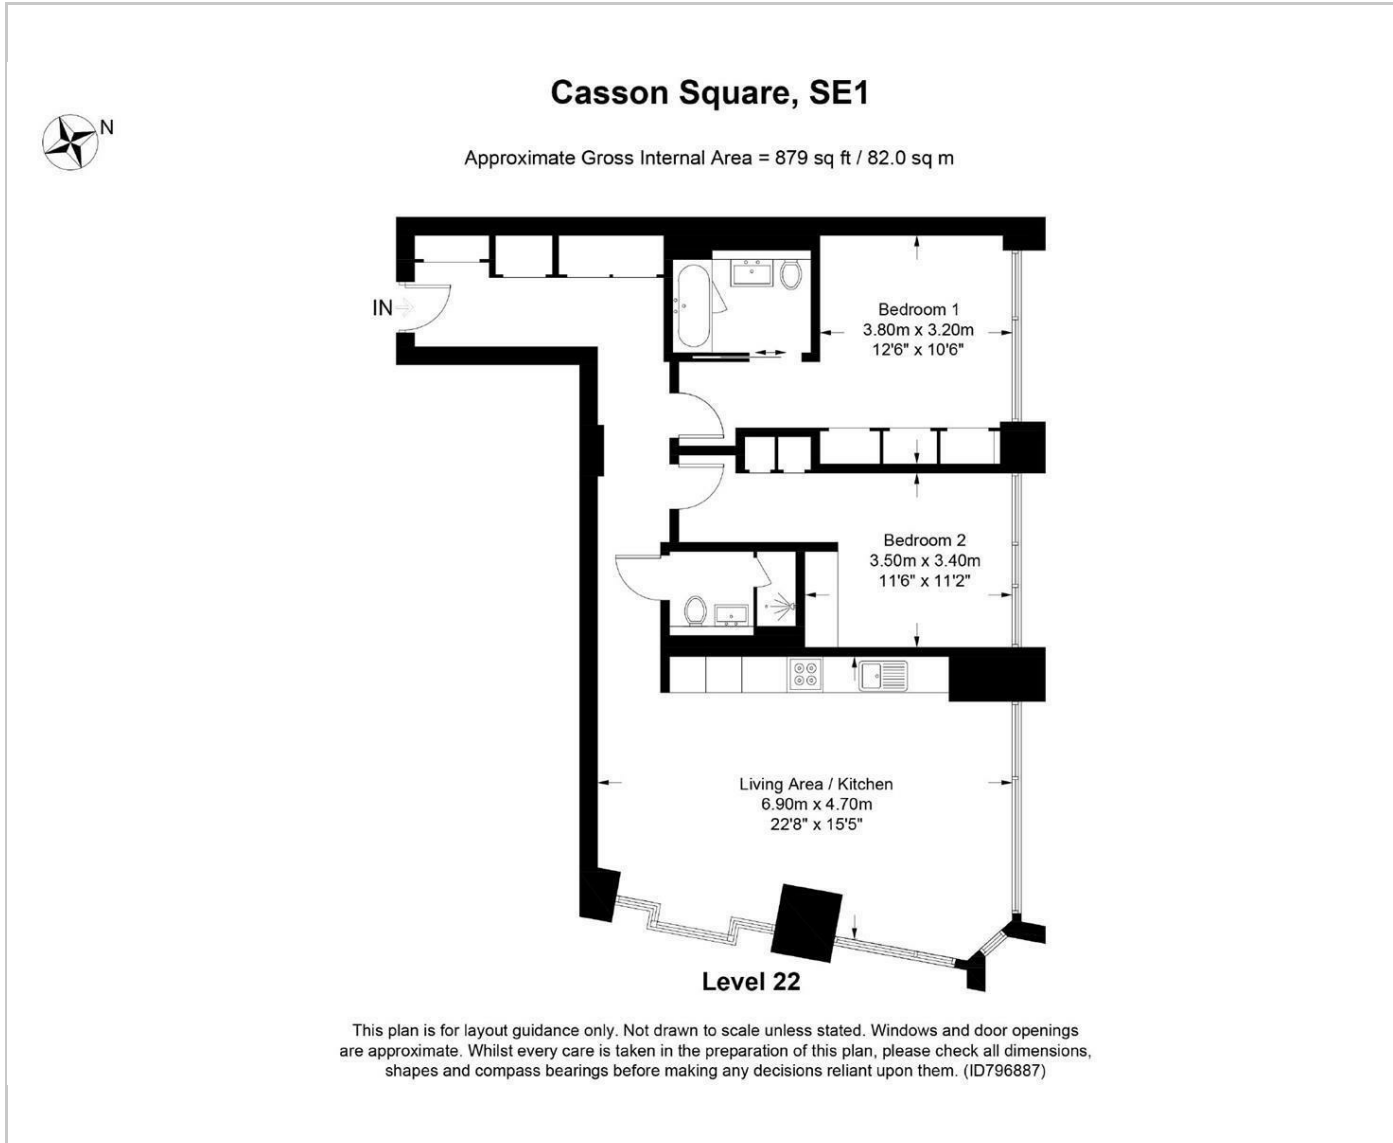 Casson Square, SE1
N
Approximate Gross Internal Area = 879 sq ft / 82.0 sq m
IN
Bedroom 1
3.80m x 3.20m
12'6" x 10'6"
Bedroom 2
3.50m x 3.40m
11'6" x 11'2"
Living Area / Kitchen
6.90m x 4.70m
22'8" x 15'5"
Level 22
This plan is for layout guidance only. Not drawn to scale unless stated. Windows and door openings
are approximate. Whilst every care is taken in the preparation of this plan, please check all dimensions,
shapes and compass bearings before making any decisions reliant upon them. (ID796887)